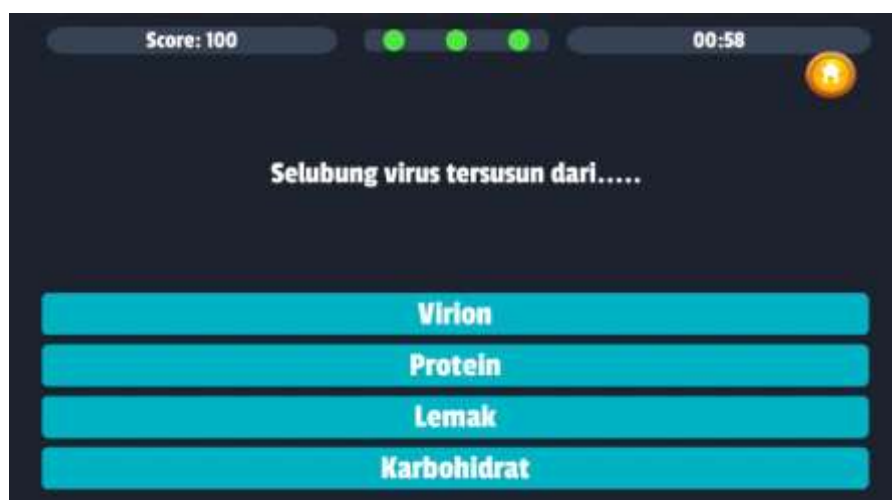 Score: 100
00:58
Selubung virus tersusun dari.....
Virion
Protein
Lemak
Karbohidrat